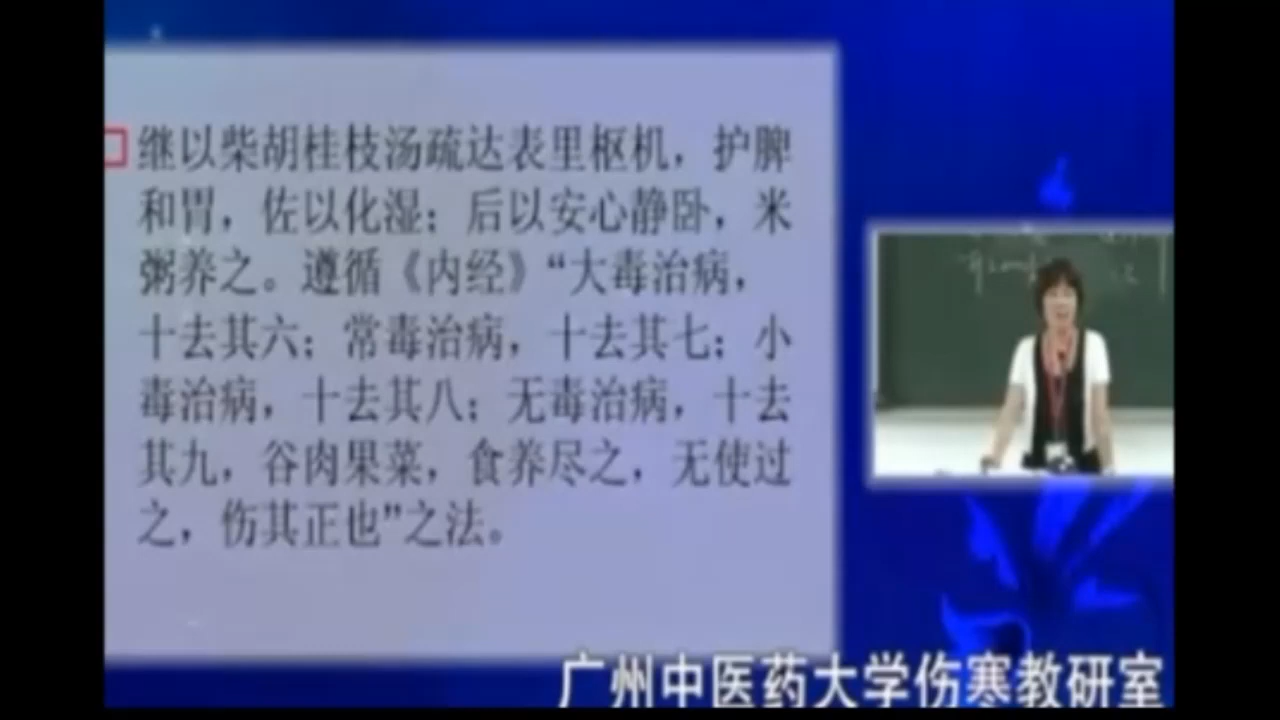 继以柴胡桂枝汤疏达表里枢机，护脾
和胃，佐以化湿；后以安心静卧，米
粥养之。遵循《内经》“大毒治病，
十去其六；常毒治病，十去其七；小
毒治病，十去其八；无毒治病，十去
其九，谷肉果菜，食养尽之，无使过
之，伤其正也”之法。
广州中医药大学伤寒教研室